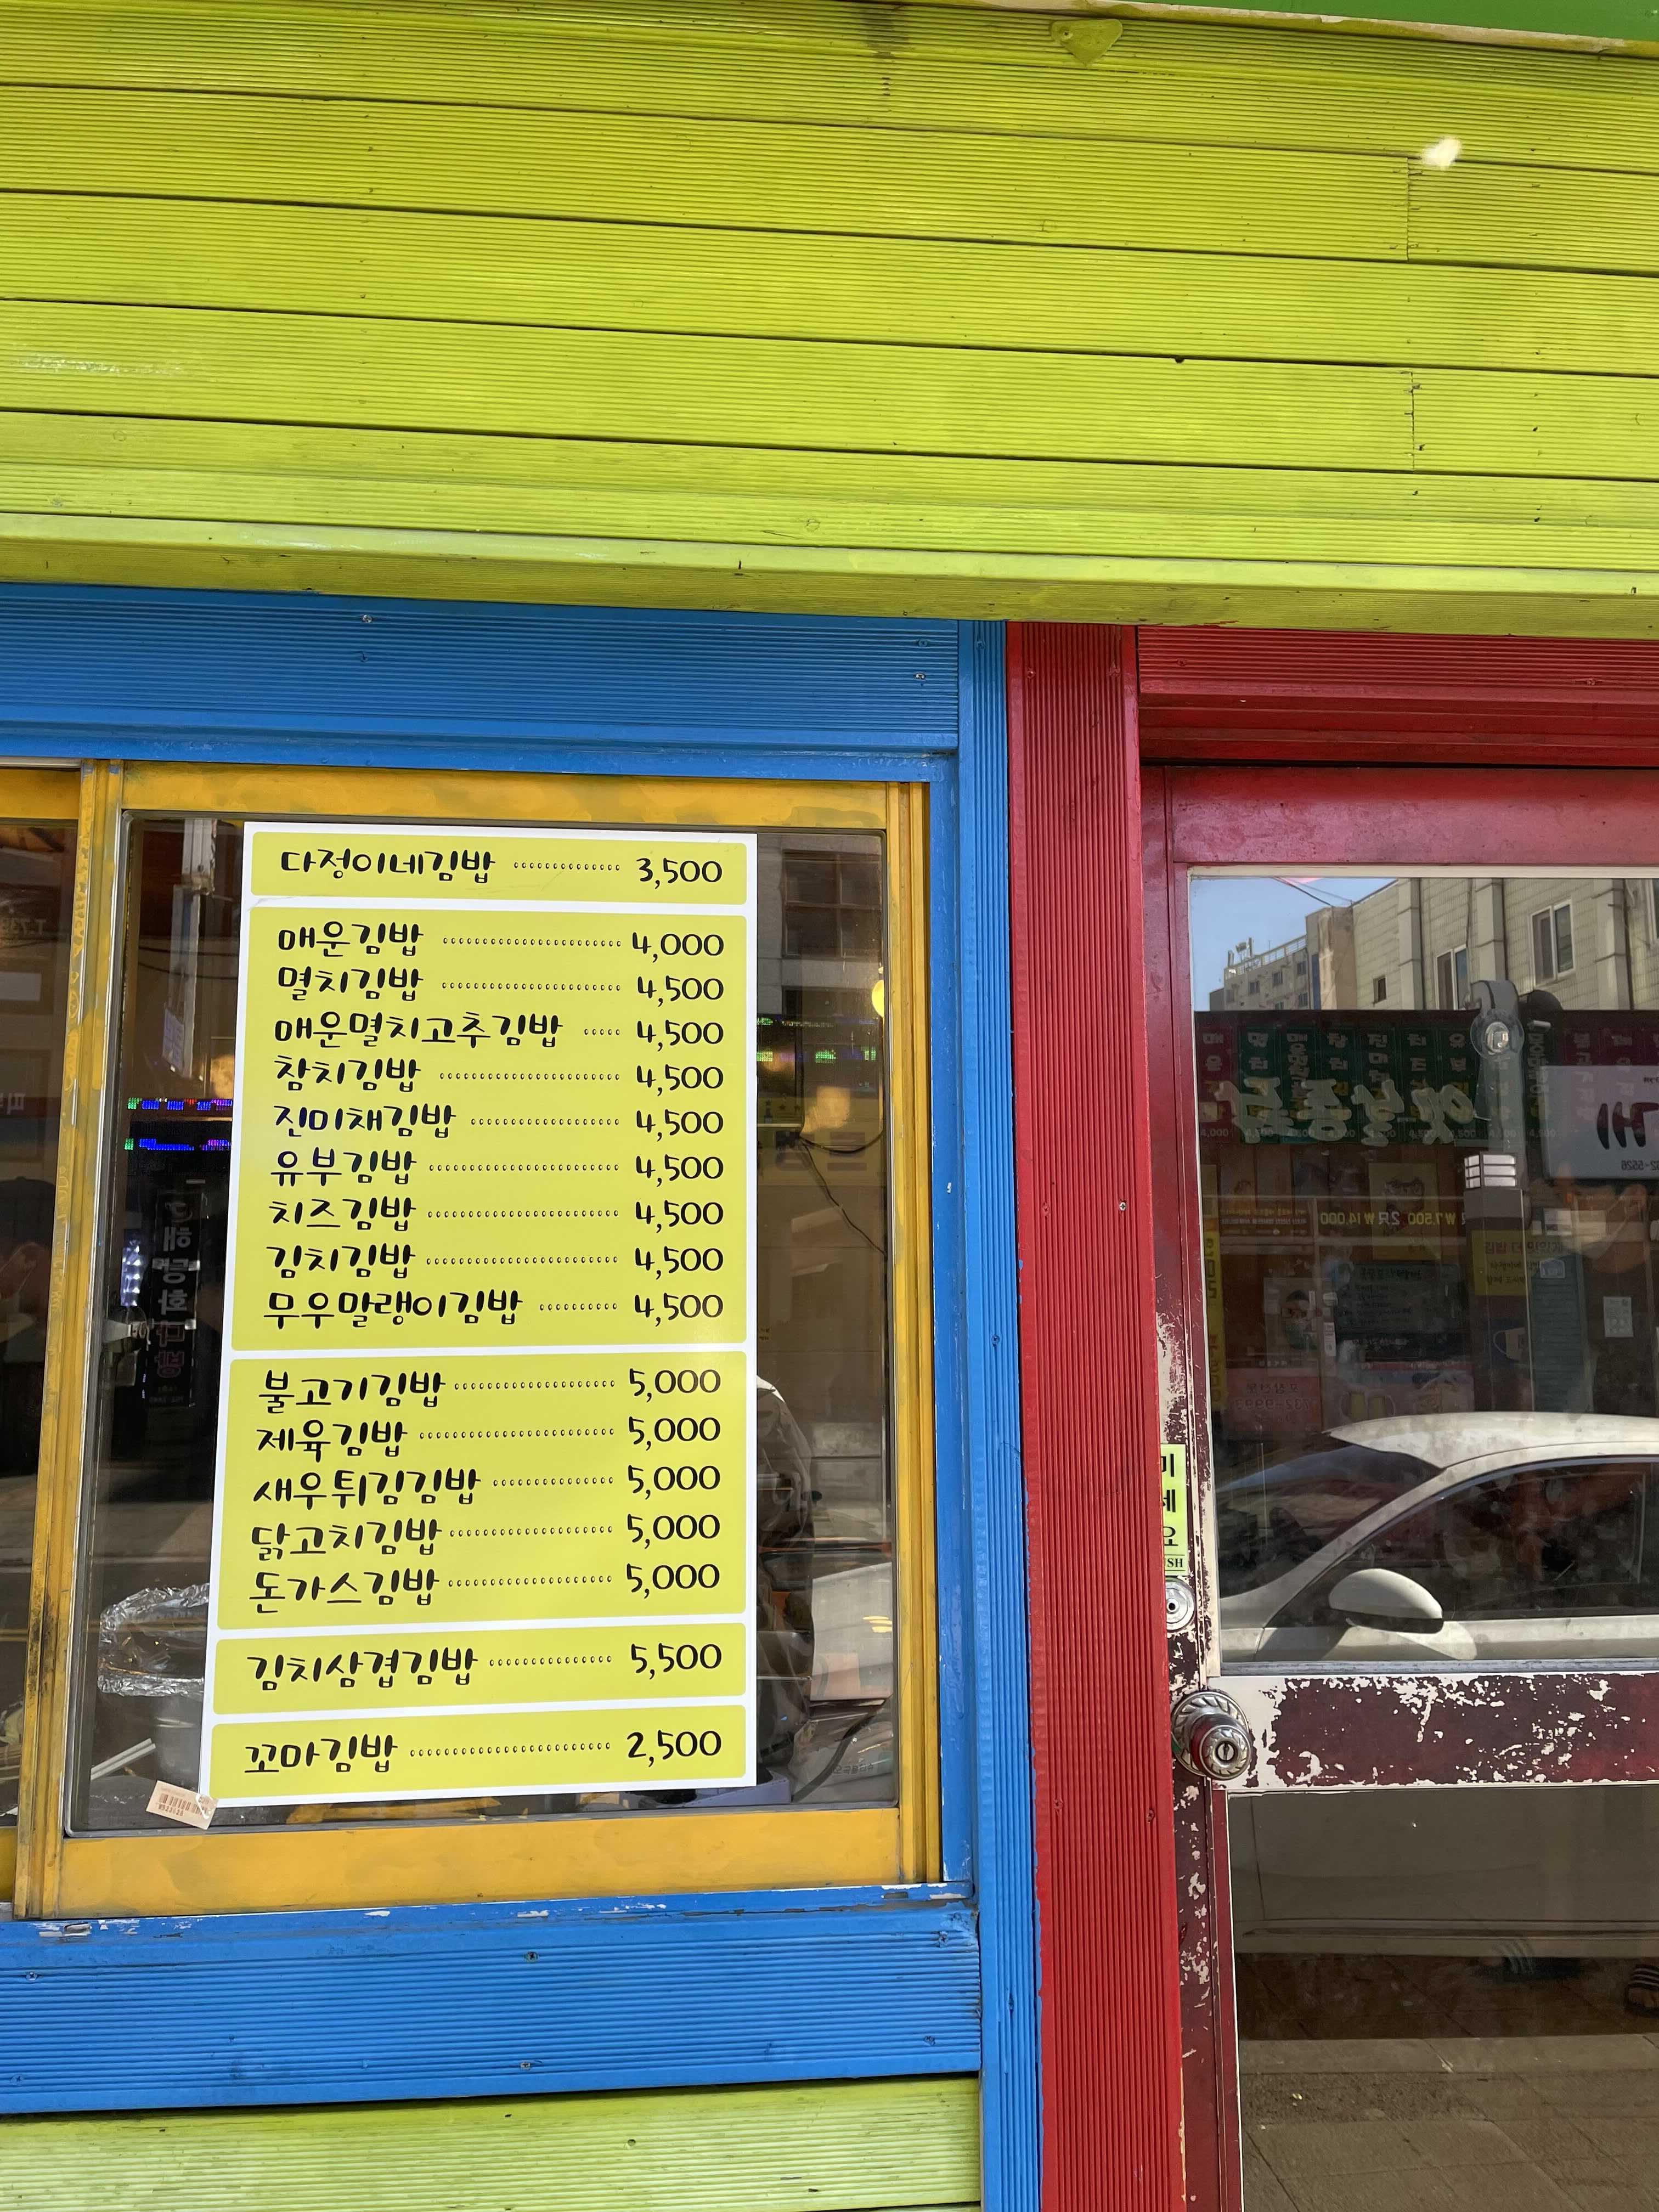 다정이네김밥 ············· 3,500
매운김밥 ······················· 4,000
멸치김밥 ······················· 4,500
매운멸치고추김밥 ····· 4,500
참치김밥 ······················· 4,500
진미채김밥 ··················· 4,500
유부김밥 ······················· 4,500
치즈김밥 ······················· 4,500
김치김밥 ······················· 4,500
무우말랭이김밥 ·········· 4,500
불고기김밥 ··················· 5,000
제육김밥 ······················· 5,000
새우튀김김밥 ··············· 5,000
닭고치김밥 ··················· 5,000
돈가스김밥 ··················· 5,000
김치삼겹김밥 ··············· 5,500
꼬마김밥 ······················· 2,500
미
세
요